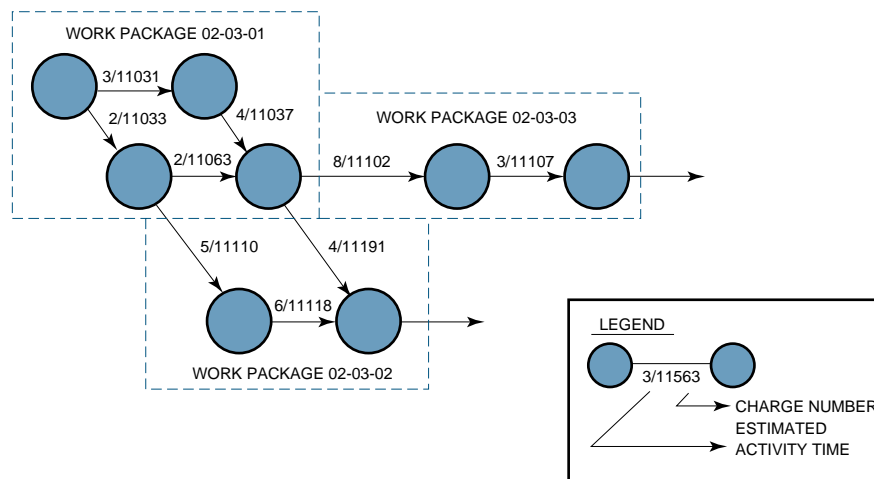 WORK PACKAGE 02-03-01
3/11031
2/11033
4/11037
2/11063
WORK PACKAGE 02-03-03
8/11102
3/11107
5/11110
4/11191
6/11118
WORK PACKAGE 02-03-02
LEGEND
3/11563
CHARGE NUMBER
ESTIMATED
ACTIVITY TIME